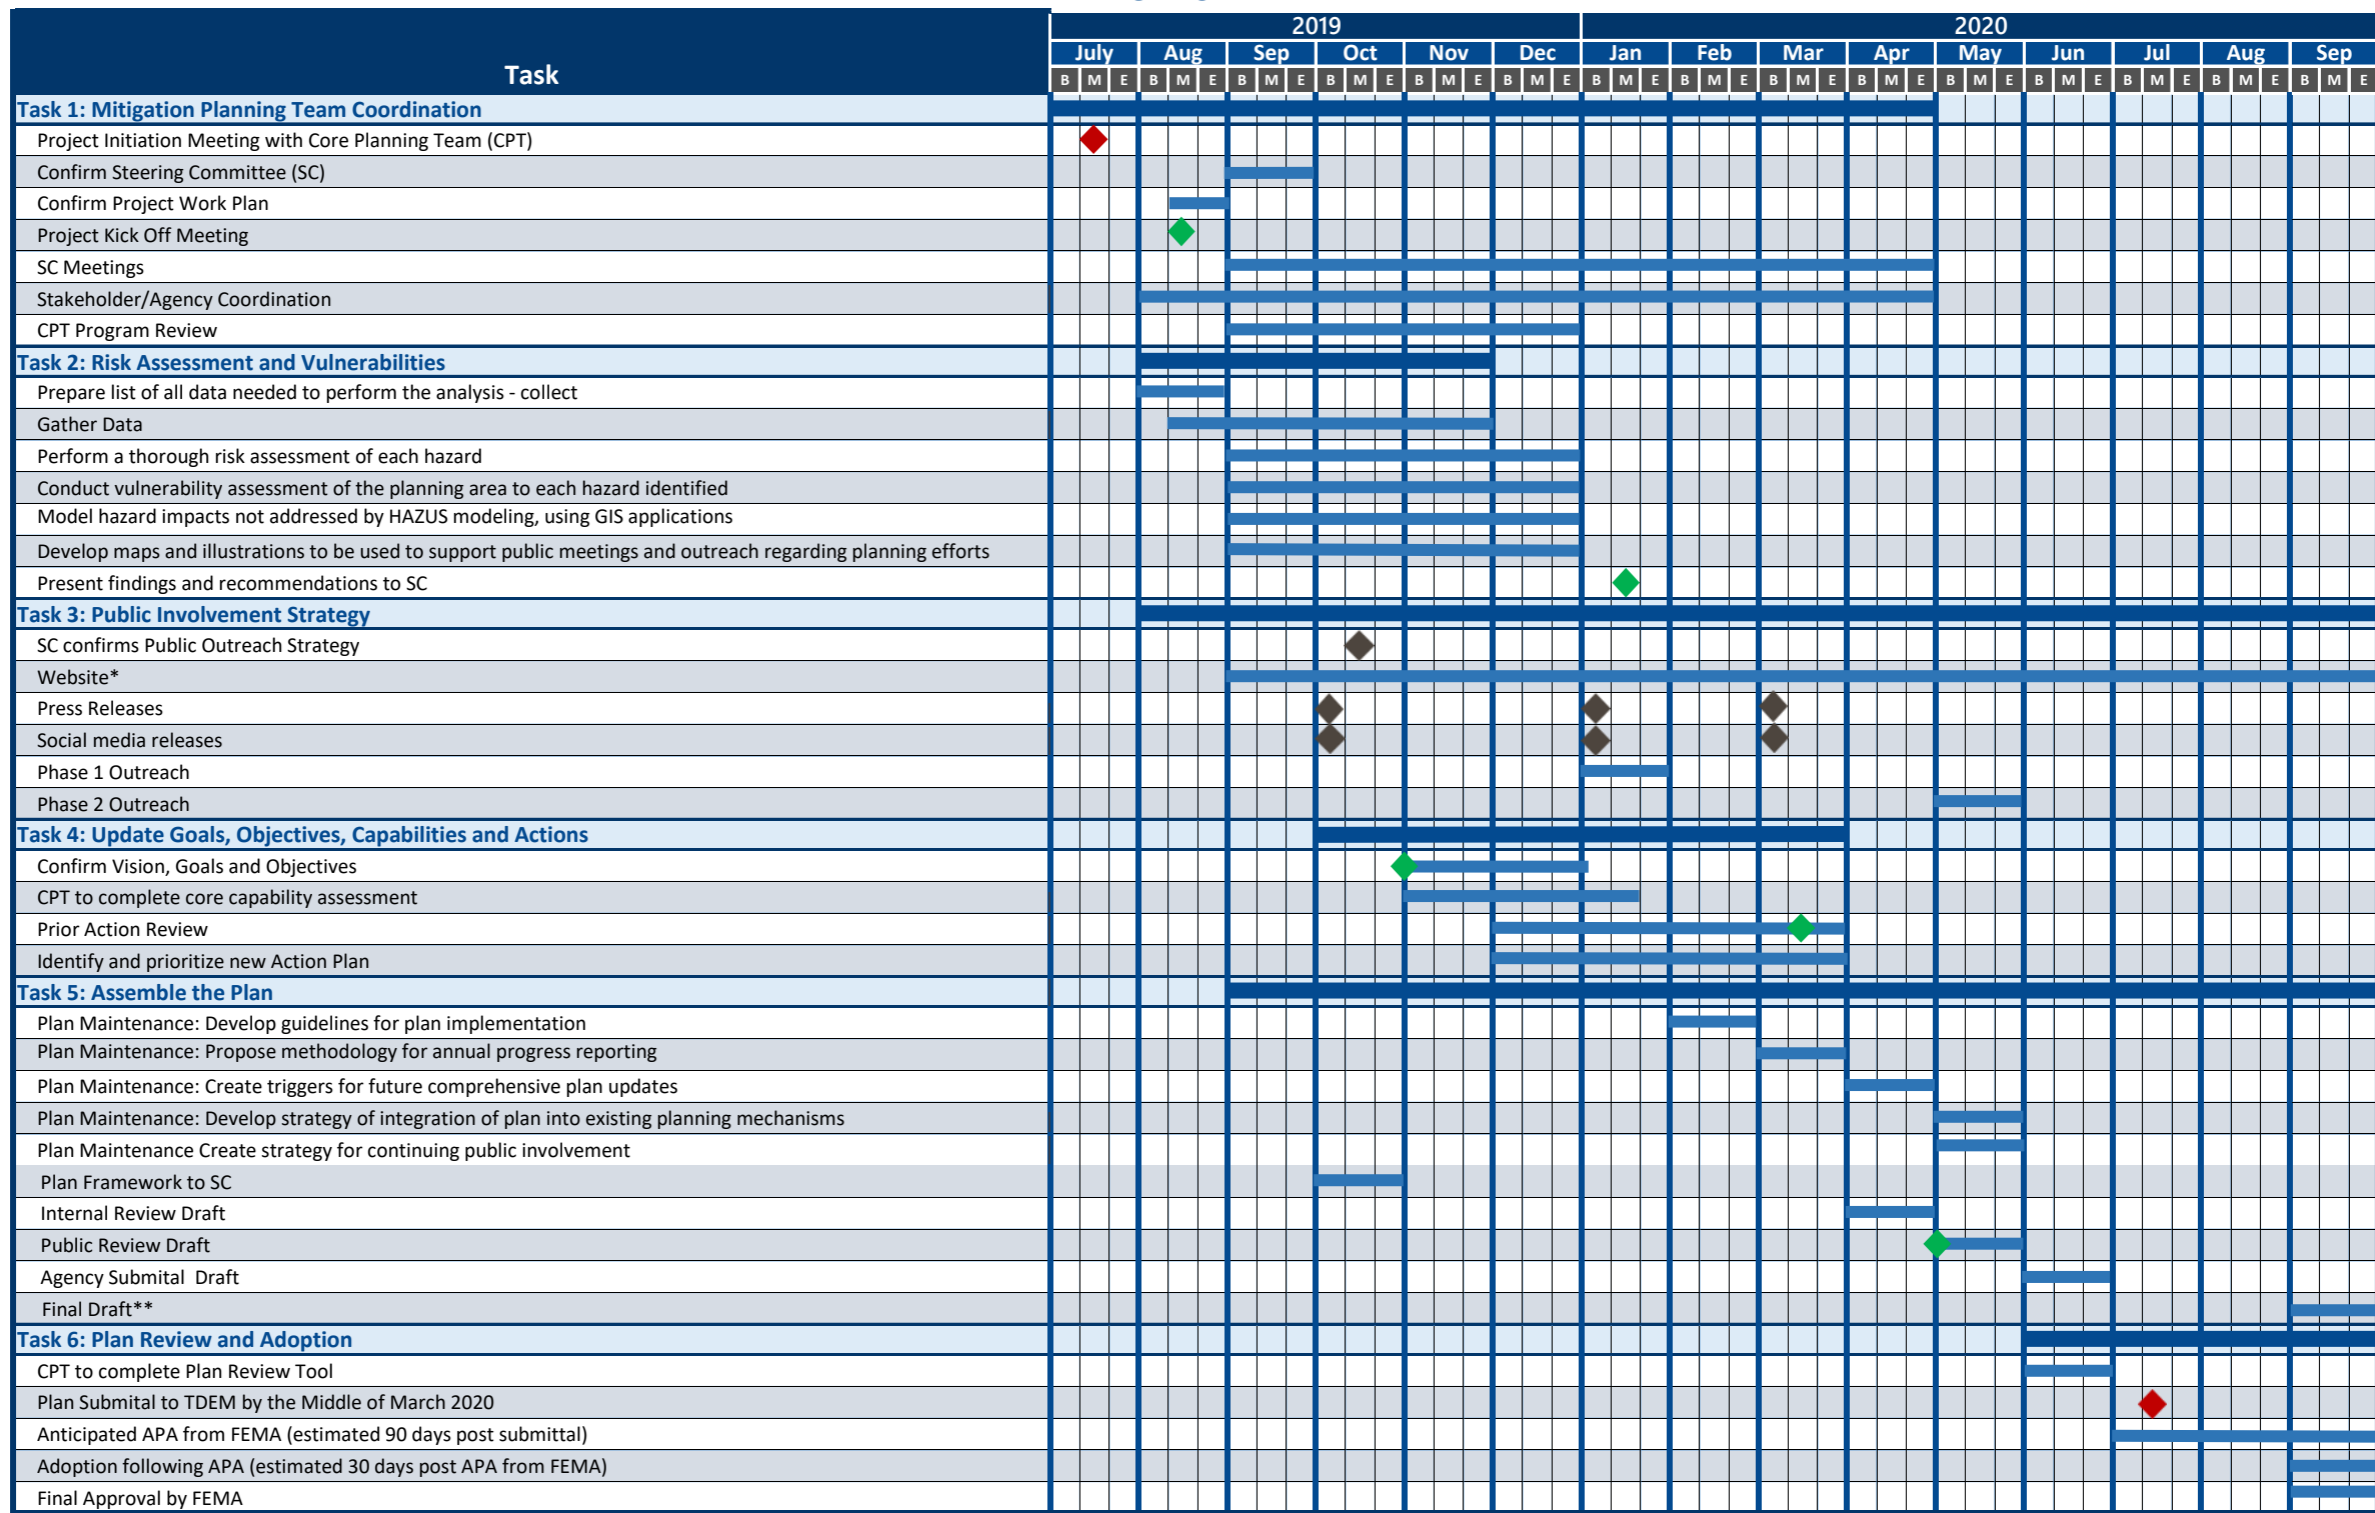 2019 2020
July Aug Sep Oct Nov Dec Jan Feb Mar Apr May Jun Jul Aug Sep
Task
B M E B M E B M E B M E B M E B M E B M E B M E B M E B M E B M E B M E B M E B M E B M E
Task 1: Mitigation Planning Team Coordination
Project Initiation Meeting with Core Planning Team (CPT)
Confirm Steering Committee (SC)
Confirm Project Work Plan
Project Kick Off Meeting
SC Meetings
Stakeholder/Agency Coordination
CPT Program Review
Task 2: Risk Assessment and Vulnerabilities
Prepare list of all data needed to perform the analysis - collect
Gather Data
Perform a thorough risk assessment of each hazard
Conduct vulnerability assessment of the planning area to each hazard identified
Model hazard impacts not addressed by HAZUS modeling, using GIS applications
Develop maps and illustrations to be used to support public meetings and outreach regarding planning efforts
Present findings and recommendations to SC
Task 3: Public Involvement Strategy
SC confirms Public Outreach Strategy
Website*
Press Releases
Social media releases
Phase 1 Outreach
Phase 2 Outreach
Task 4: Update Goals, Objectives, Capabilities and Actions
Confirm Vision, Goals and Objectives
CPT to complete core capability assessment
Prior Action Review
Identify and prioritize new Action Plan
Task 5: Assemble the Plan
Plan Maintenance: Develop guidelines for plan implementation
Plan Maintenance: Propose methodology for annual progress reporting
Plan Maintenance: Create triggers for future comprehensive plan updates
Plan Maintenance: Develop strategy of integration of plan into existing planning mechanisms
Plan Maintenance Create strategy for continuing public involvement
Plan Framework to SC
Internal Review Draft
Public Review Draft
Agency Submital Draft
Final Draft**
Task 6: Plan Review and Adoption
CPT to complete Plan Review Tool
Plan Submital to TDEM by the Middle of March 2020
Anticipated APA from FEMA (estimated 90 days post submittal)
Adoption following APA (estimated 30 days post APA from FEMA)
Final Approval by FEMA